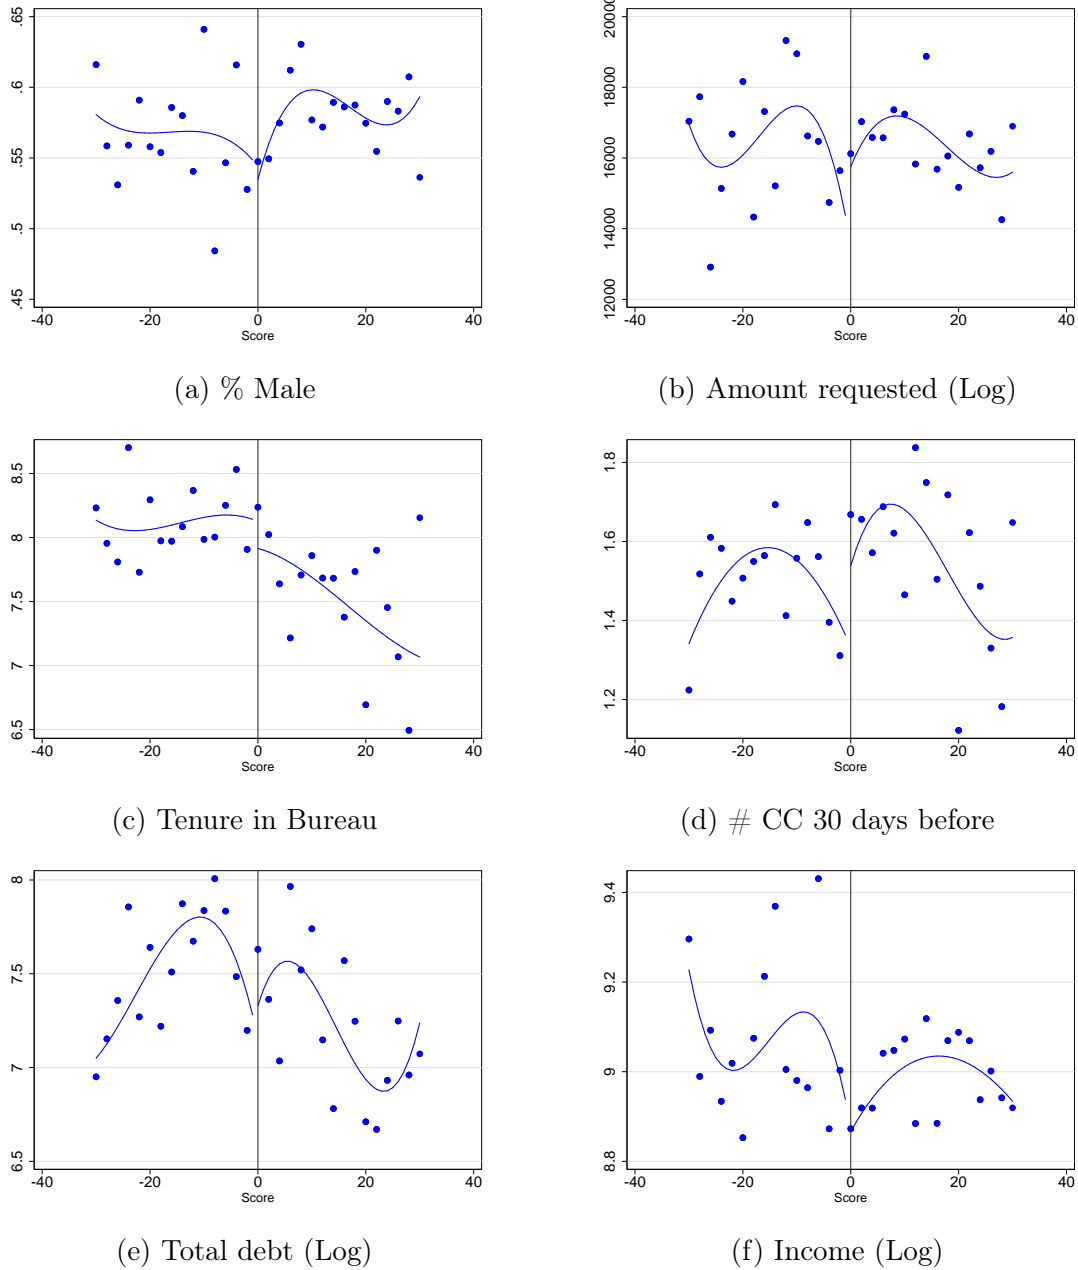 .65
.6
.55
.5
.45
-40 -20 0 20 40
Score
(a) % Male
20000
18000
16000
14000
12000
-40 -20 0 20 40
Score
(b) Amount requested (Log)
8.5
8
7.5
7
6.5
-40 -20 0 20 40
Score
(c) Tenure in Bureau
1.8
1.6
1.4
1.2
-40 -20 0 20 40
Score
(d) # CC 30 days before
8
7.5
7
6.5
-40 -20 0 20 40
Score
(e) Total debt (Log)
9.4
9.2
9
8.8
-40 -20 0 20 40
Score
(f) Income (Log)